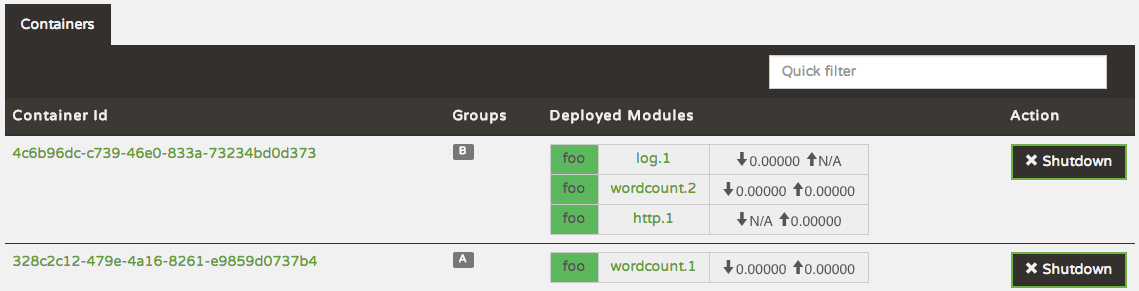 Containers
Quick filter
Container Id Groups Deployed Modules Action
4c6b96dc-c739-46e0-833a-73234bd0d373 B foo log.1 0.00000 N/A Shutdown
foo wordcount.2 0.00000 0.00000
foo http.1 N/A 0.00000
328c2c12-479e-4a16-8261-e9859d0737b4 A foo wordcount.1 0.00000 0.00000 Shutdown